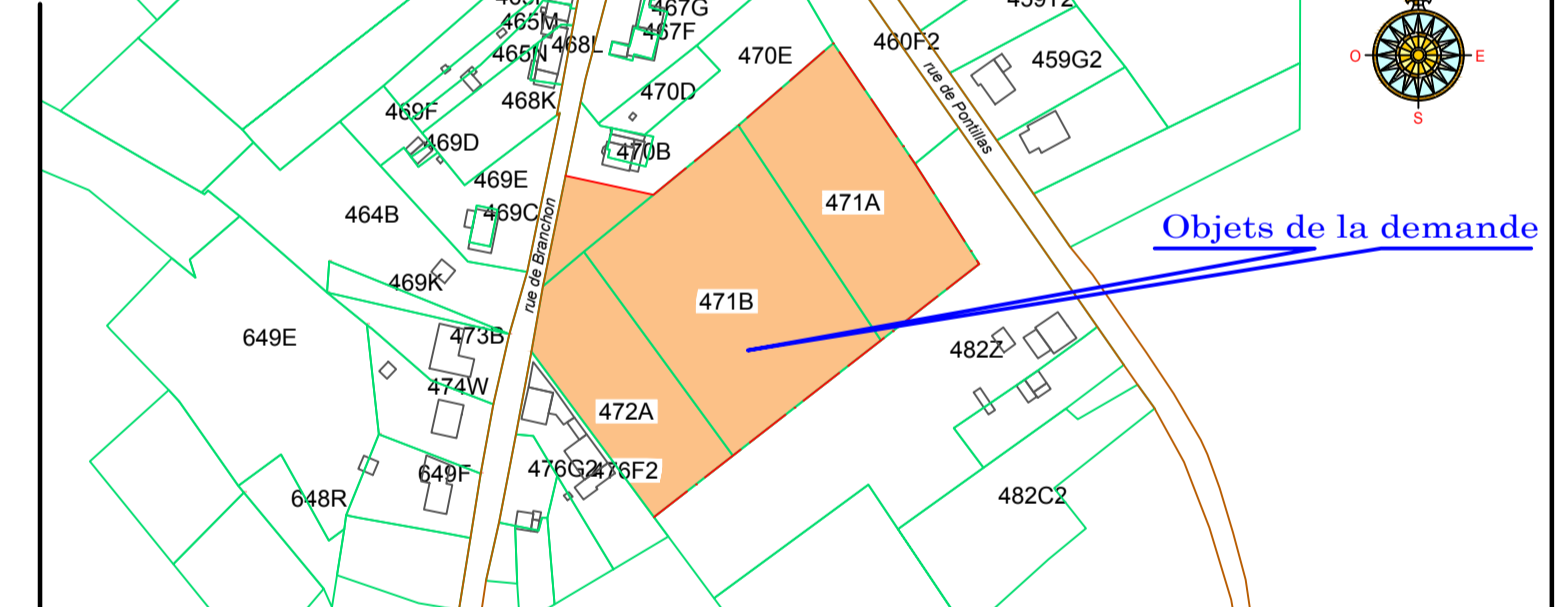 467G
465M
459T2
467F
468L
460F2
465N
470E
459G2
O
E
470D
468K
469F
rue de Pontillas
S
469D
470B
469E
471A
464B
469C
Objets de la demande
rue de Branchon
469K
471B
649E
473B
482Z
474W
472A
476G2
476F2
649F
648R
482C2